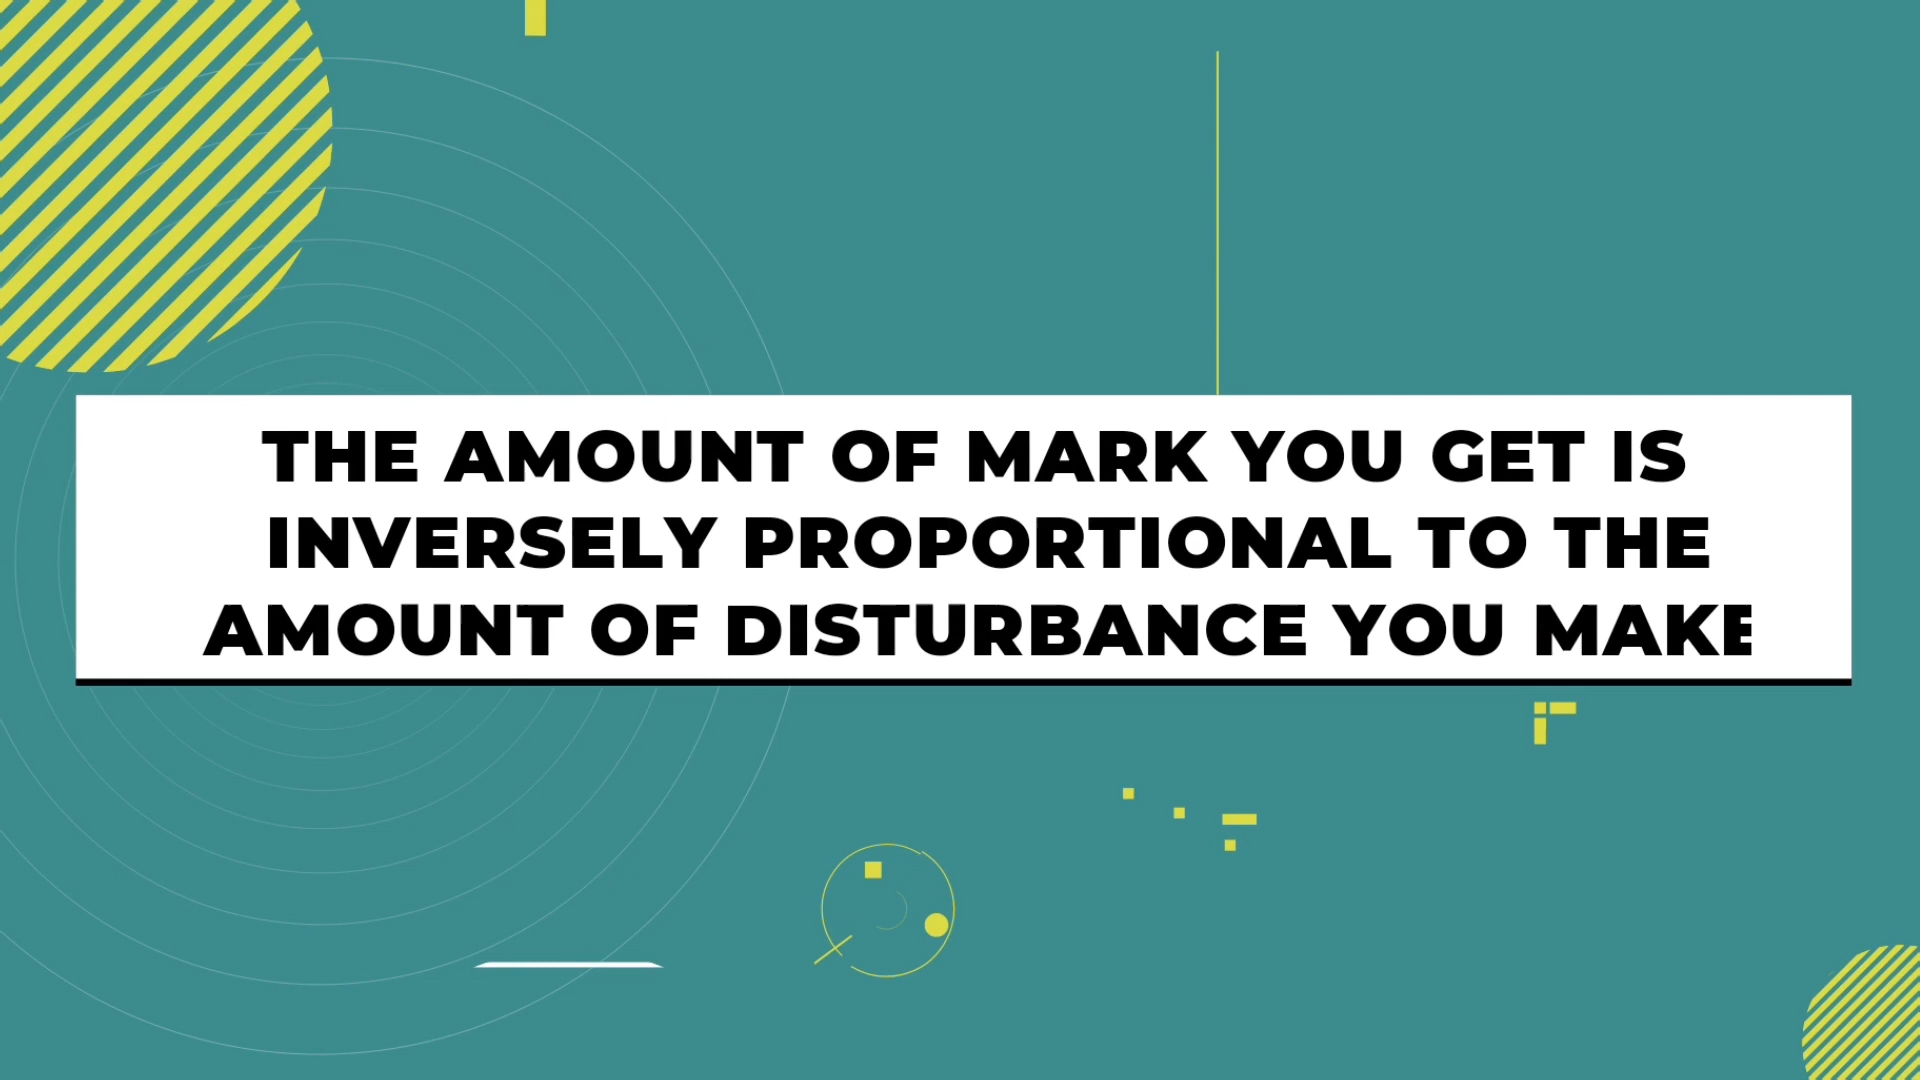 THE AMOUNT OF MARK YOU GET IS
INVERSELY PROPORTIONAL TO THE
AMOUNT OF DISTURBANCE YOU MAKE